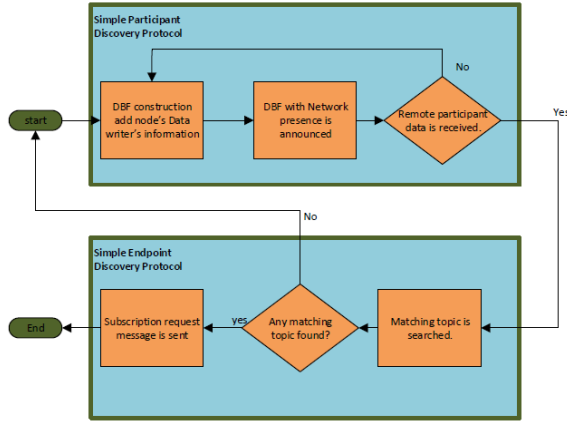 Simple Participant
Discovery Protocol
No
start
DBF construction
add node's Data
writer's information
DBF with Network
presence is
announced
Remote participant
data is received.
Yes
No
Simple Endpoint
Discovery Protocol
End
Subscription request
message is sent
yes
Any matching
topic found?
Matching topic is
searched.